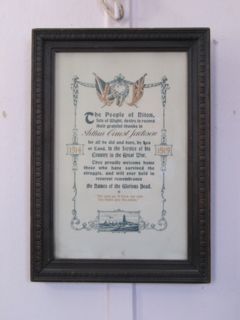 The People of Niton,
Isle of Wight, desire to record
their grateful thanks to
Arthur Ernest Jackson
for all he did and bore, by Sea
or Land, in the Service of his
Country in the Great War.
1914
1919
They proudly welcome home
those who have survived the
struggle, and will ever hold in
reverent remembrance
the Names of the Glorious Dead.